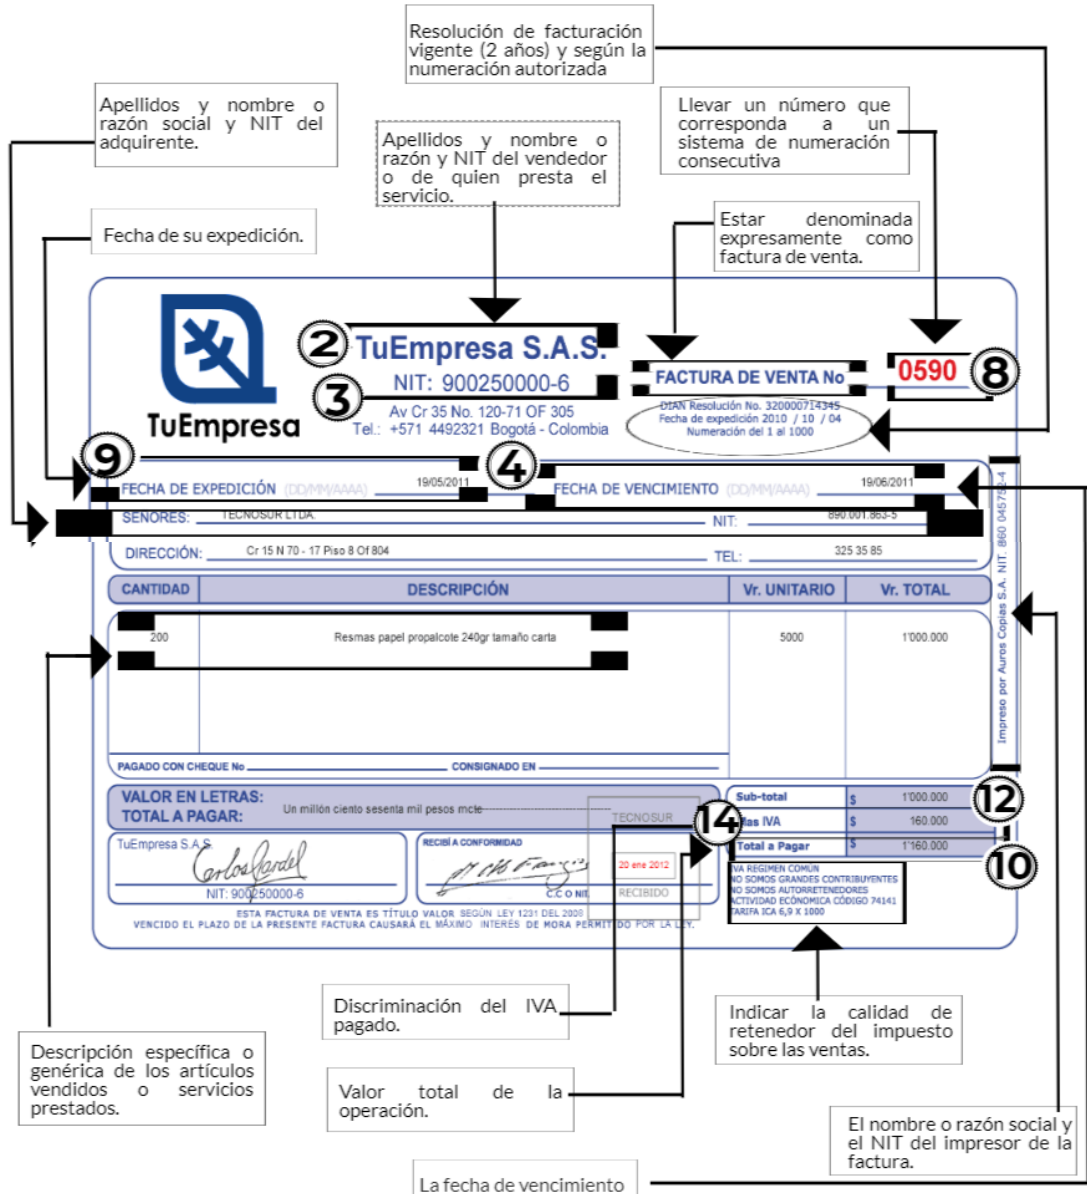 Resolución de facturación
vigente (2 años) y según la
numeración autorizada
Apellidos y nombre o
razón social y NIT del
adquirente.
Llevar un número que
corresponda a un
sistema de numeración
consecutiva
Apellidos y nombre o
razón y NIT del vendedor
o de quien presta el
servicio.
Fecha de su expedición.
Estar denominada
expresamente como
factura de venta.
TuEmpresa
2
TuEmpresa S.A.S.
3
NIT: 900250000-6
Av Cr 35 No. 120-71 OF 305
Tel.: +571 4492321 Bogotá - Colombia
FACTURA DE VENTA No
0590
8
DIAN Resolución No. 320000714345
Fecha de expedición 2010 / 10 / 04
Numeración del 1 al 1000
9
FECHA DE EXPEDICIÓN (DD/MM/AAAA) 19/05/2011
4
FECHA DE VENCIMIENTO (DD/MM/AAAA) 19/06/2011
SEÑORES: TECNOSUR LTDA. NIT: 890.001.863-5
DIRECCIÓN: Cr 15 N 70 - 17 Piso 8 Of 804 TEL: 325 35 85
CANTIDAD DESCRIPCIÓN Vr. UNITARIO Vr. TOTAL
200 Resmas papel propalcote 240gr tamaño carta 5000 1'000.000
Impreso por Auros Copias S.A. NIT. 860 045752-4
PAGADO CON CHEQUE No CONSIGNADO EN
VALOR EN LETRAS:
TOTAL A PAGAR:
Un millón ciento sesenta mil pesos mcte
Sub-total $ 1'000.000
12
14
Mas IVA $ 160.000
Total a Pagar $ 1'160.000
10
TuEmpresa S.A.S.
Carlos Gardel
NIT: 900250000-6
RECIBÍ A CONFORMIDAD
C.C O NIT.
TECNOSUR
20 ene 2012
RECIBIDO
IVA REGIMEN COMÚN
NO SOMOS GRANDES CONTRIBUYENTES
NO SOMOS AUTORRETENEDORES
ACTIVIDAD ECÓNOMICA CÓDIGO 74141
TARIFA ICA 6,9 X 1000
ESTA FACTURA DE VENTA ES TÍTULO VALOR SEGÚN LEY 1231 DEL 2008
VENCIDO EL PLAZO DE LA PRESENTE FACTURA CAUSARÁ EL MÁXIMO INTERÉS DE MORA PERMITIDO POR LA LEY.
Discriminación del IVA
pagado.
Indicar la calidad de
retenedor del impuesto
sobre las ventas.
Descripción específica o
genérica de los artículos
vendidos o servicios
prestados.
Valor total de la
operación.
El nombre o razón social y
el NIT del impresor de la
factura.
La fecha de vencimiento